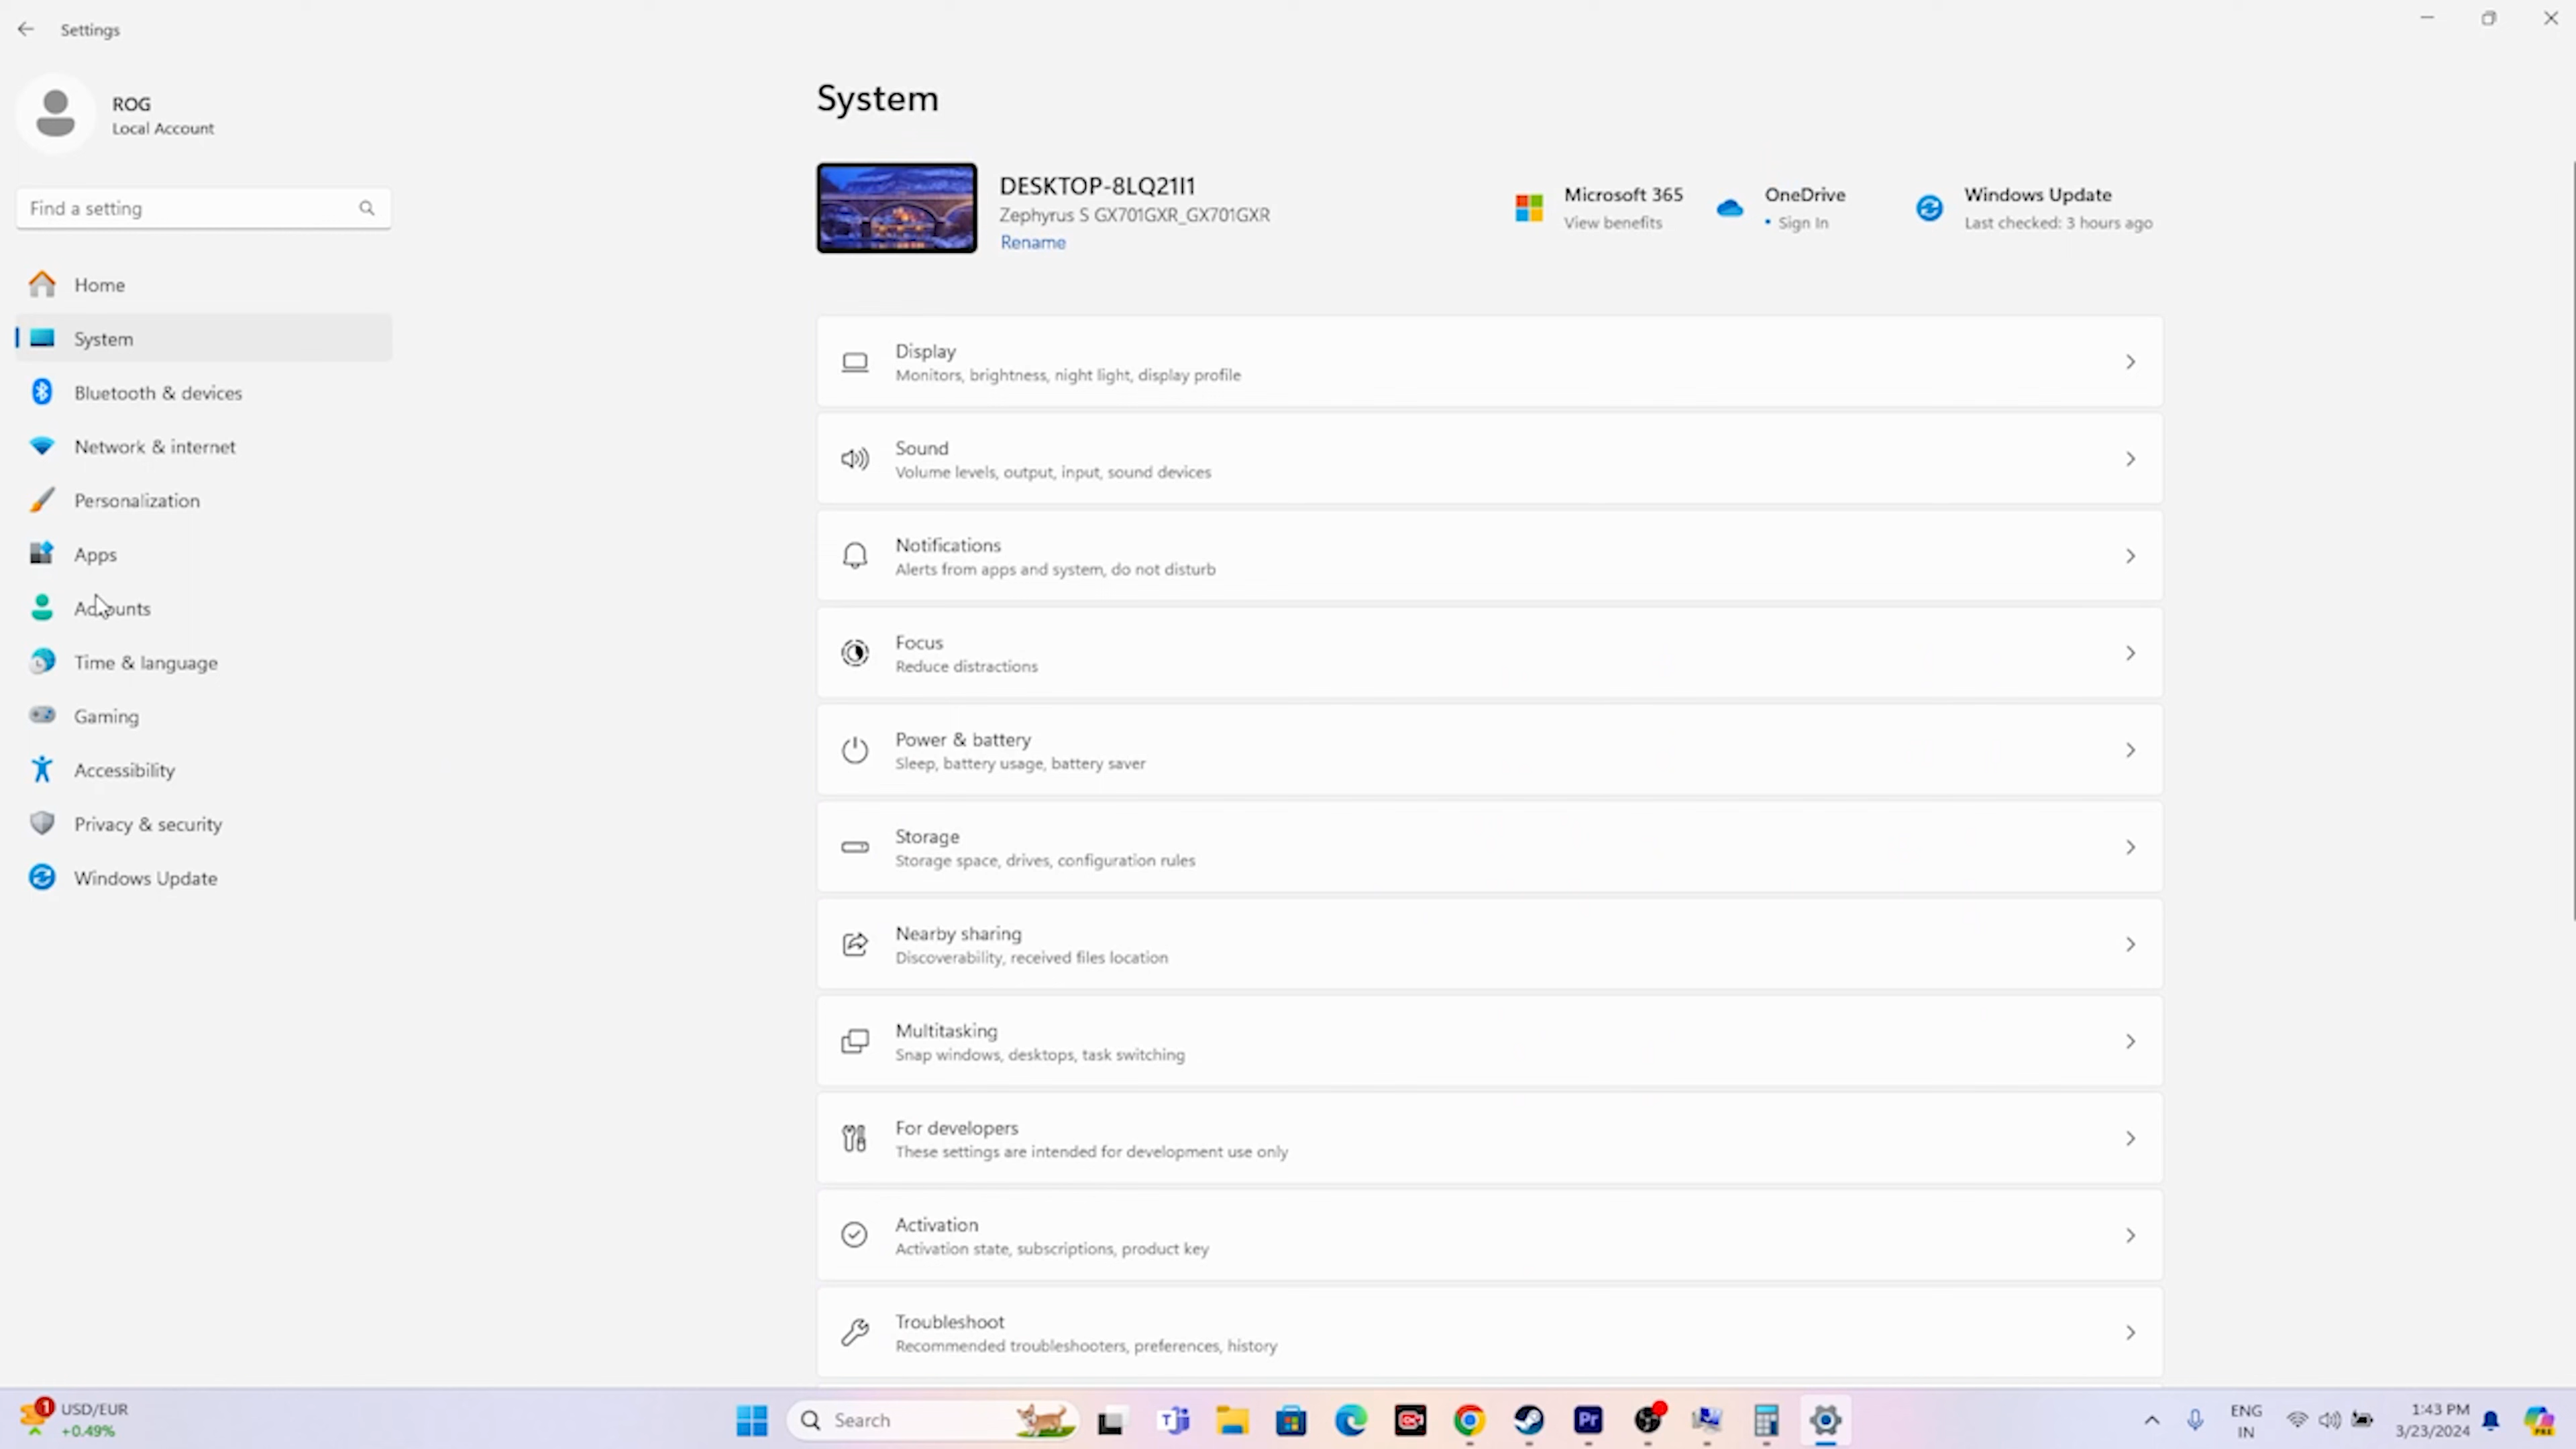 Settings
ROG
Local Account
Find a setting
Home
System
Bluetooth & devices
Network & internet
Personalization
Apps
Accounts
Time & language
Gaming
Accessibility
Privacy & security
Windows Update
System
DESKTOP-8LQ21I1
Zephyrus S GX701GXR_GX701GXR
Rename
Microsoft 365
View benefits
OneDrive
• Sign In
Windows Update
Last checked: 3 hours ago
Display
Monitors, brightness, night light, display profile
Sound
Volume levels, output, input, sound devices
Notifications
Alerts from apps and system, do not disturb
Focus
Reduce distractions
Power & battery
Sleep, battery usage, battery saver
Storage
Storage space, drives, configuration rules
Nearby sharing
Discoverability, received files location
Multitasking
Snap windows, desktops, task switching
For developers
These settings are intended for development use only
Activation
Activation state, subscriptions, product key
Troubleshoot
Recommended troubleshooters, preferences, history
1
USD/EUR
+0.49%
Search
Pr
ENG
IN
1:43 PM
3/23/2024
PRE